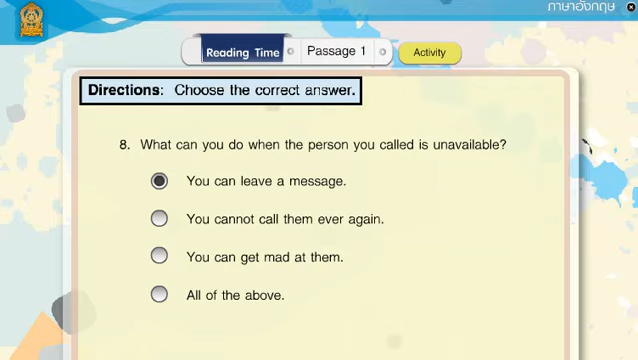 ภาษาอังกฤษ
Reading Time
Passage 1
Activity
Directions: Choose the correct answer.
8. What can you do when the person you called is unavailable?
You can leave a message.
You cannot call them ever again.
You can get mad at them.
All of the above.